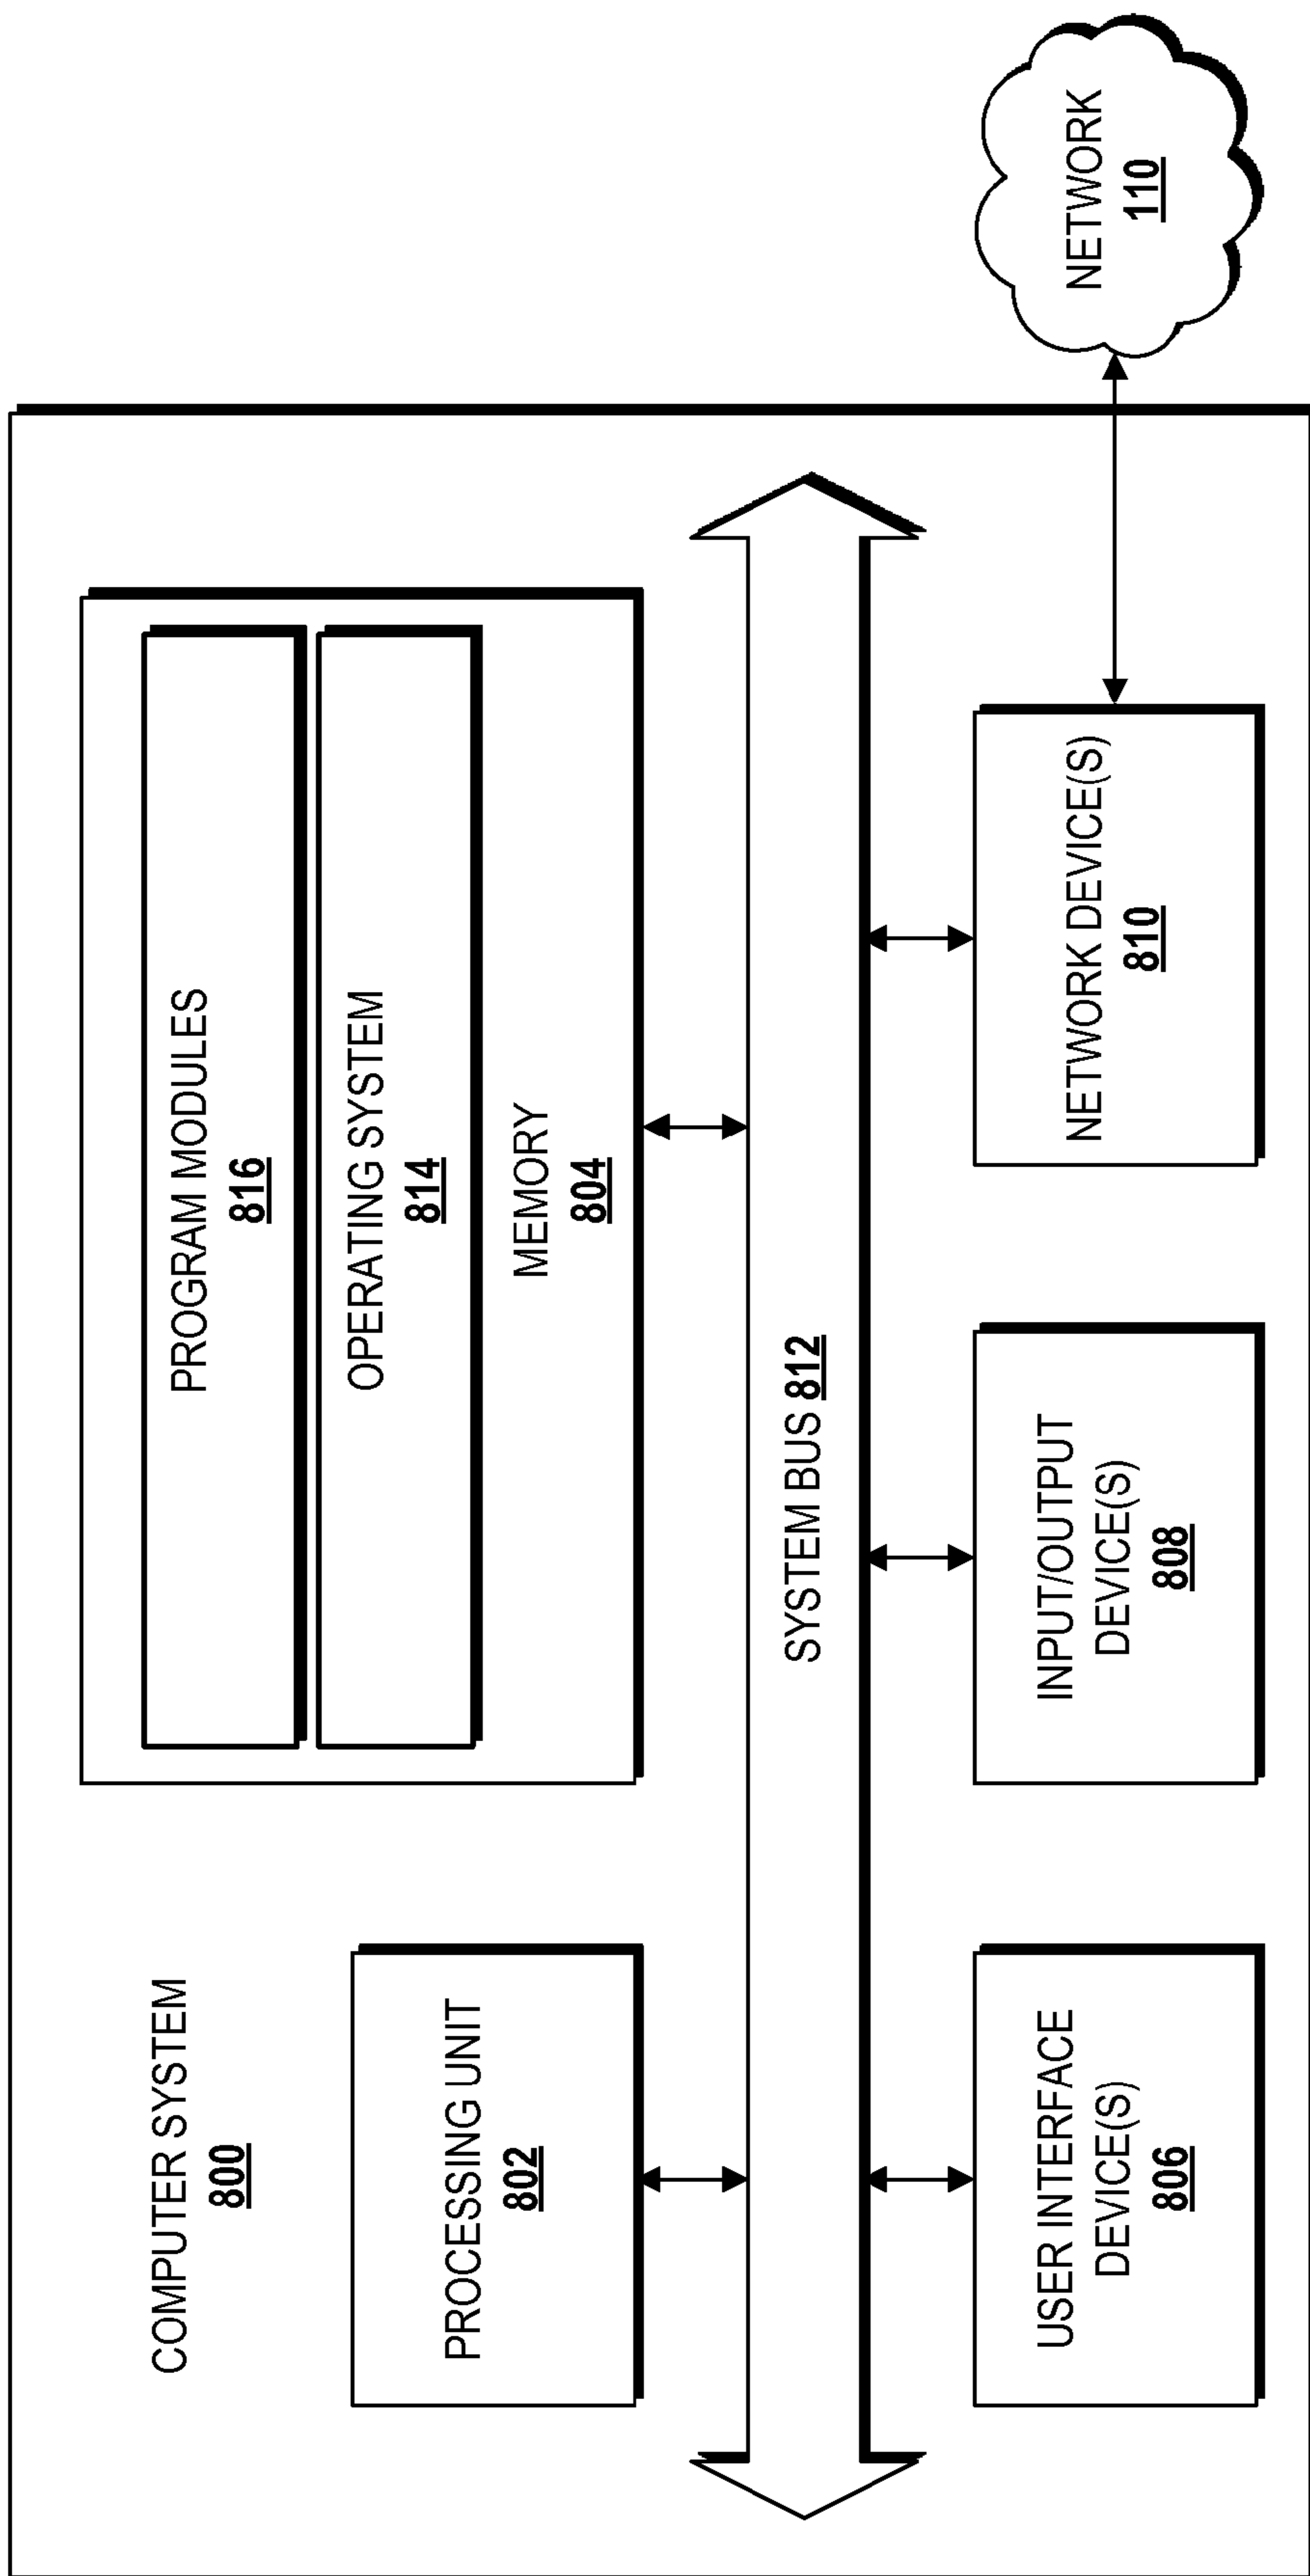 COMPUTER SYSTEM
800
PROGRAM MODULES
816
OPERATING SYSTEM
814
MEMORY
804
PROCESSING UNIT
802
SYSTEM BUS 812
USER INTERFACE
DEVICE(S)
806
INPUT/OUTPUT
DEVICE(S)
808
NETWORK DEVICE(S)
810
NETWORK
110